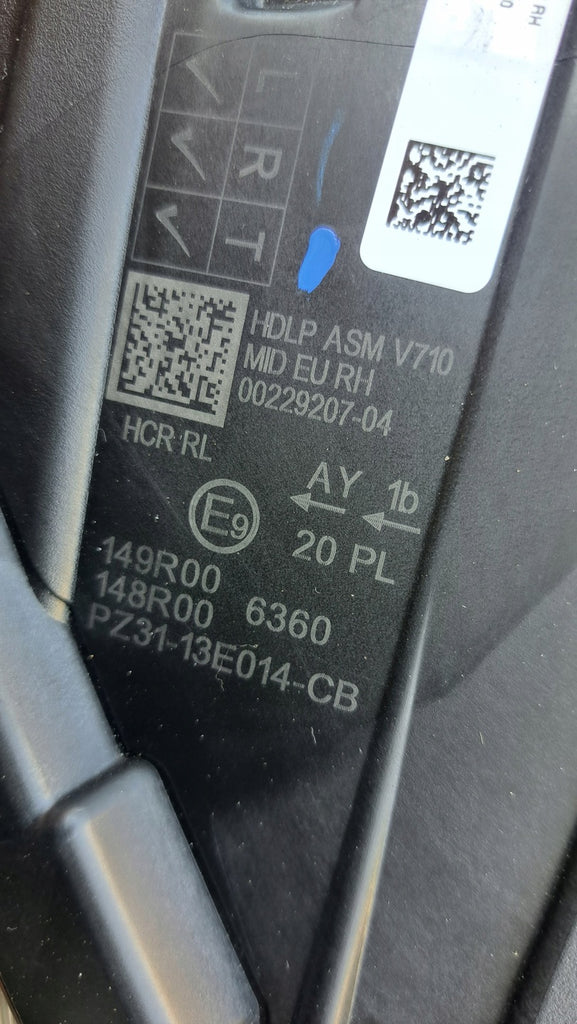 L
R
T
HDLP ASM V710
MID EU RH
00229207-04
HCR RL
E9
AY 1b
20 PL
149R00
148R00 6360
PZ31-13E014-CB